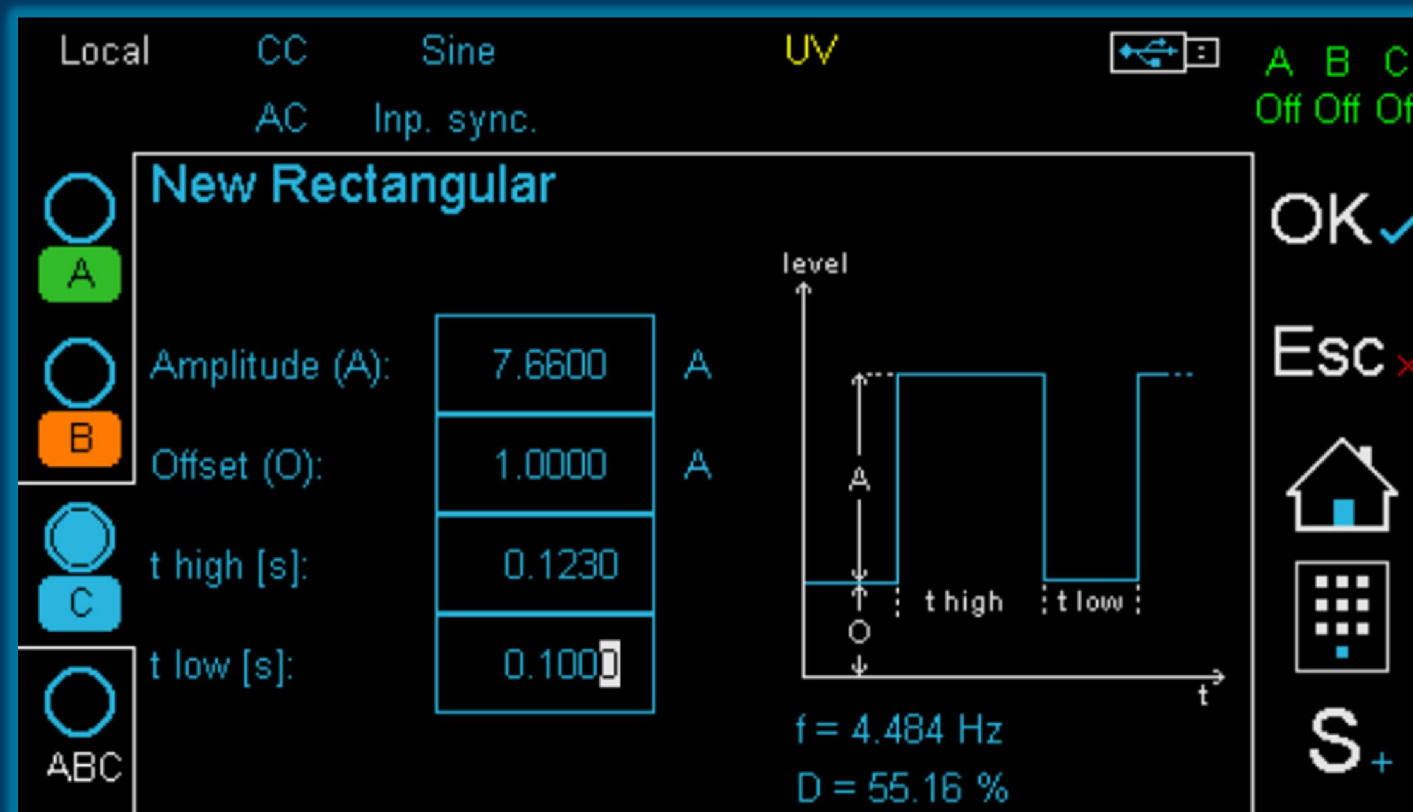 Local CC Sine UV A B C
AC Inp. sync. Off Off Of
New Rectangular
OK
A
level
Esc
Amplitude (A): 7.6600 A
B
Offset (O): 1.0000 A
A
t high [s]: 0.1230
C
t high t low
O
t low [s]: 0.1000
t
S+
f = 4.484 Hz
ABC
D = 55.16 %